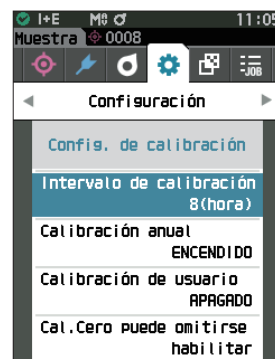 I+E M0 11:05
Muestra 0008
-JOB
Configuración
Config. de calibración
Intervalo de calibración
8(hora)
Calibración anual
ENCENDIDO
Calibración de usuario
APAGADO
Cal.Cero puede omitirse
habilitar